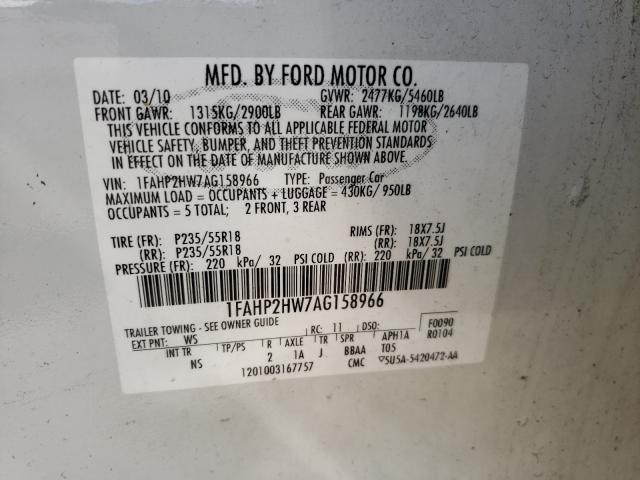 MFD. BY FORD MOTOR CO.
DATE: 03/10 GVWR: 2477KG/5460LB
FRONT GAWR: 1315KG/2900LB REAR GAWR: 1198KG/2640LB
THIS VEHICLE CONFORMS TO ALL APPLICABLE FEDERAL MOTOR
VEHICLE SAFETY, BUMPER, AND THEFT PREVENTION STANDARDS
IN EFFECT ON THE DATE OF MANUFACTURE SHOWN ABOVE.
VIN: 1FAHP2HW7AG158966 TYPE: Passenger Car
MAXIMUM LOAD = OCCUPANTS + LUGGAGE = 430KG/ 950LB
OCCUPANTS = 5 TOTAL; 2 FRONT, 3 REAR
TIRE (FR): P235/55R18 RIMS (FR): 18X7.5J
(RR): P235/55R18 (RR): 18X7.5J
PRESSURE (FR): 220 kPa/ 32 PSI COLD (RR): 220 kPa/ 32 PSI COLD
1FAHP2HW7AG158966
TRAILER TOWING - SEE OWNER GUIDE
EXT PNT: WS RC: 11 DSO: F0090
INT TR TP/PS R AXLE TR SPR APH1A R0104
NS 2 1A J BBAA T05
1201003167757 CMC ▽5U5A-5420472-AA